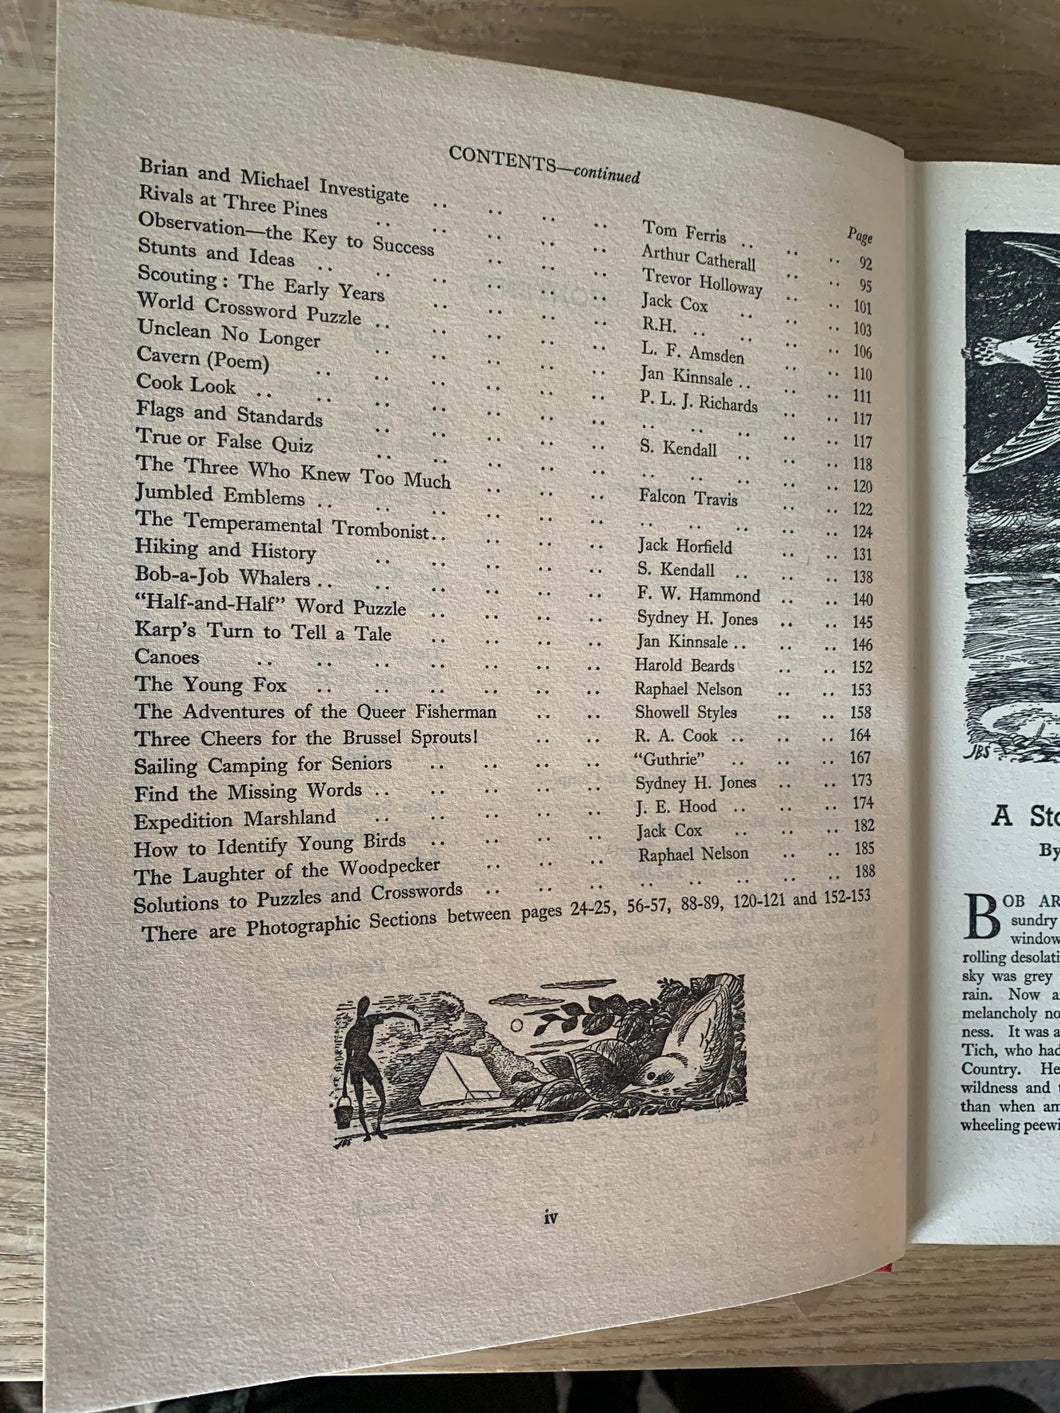 CONTENTS—continued
Page
Brian and Michael Investigate .. .. .. .. Tom Ferris .. .. .. 92
Rivals at Three Pines .. .. .. .. .. Arthur Catherall .. .. 95
Observation—the Key to Success .. .. .. Trevor Holloway .. .. 101
Stunts and Ideas .. .. .. .. .. .. Jack Cox .. .. .. 103
Scouting: The Early Years .. .. .. .. R.H. .. .. .. 106
World Crossword Puzzle .. .. .. .. .. L. F. Amsden .. .. 110
Unclean No Longer .. .. .. .. .. Jan Kinnsale .. .. .. 111
Cavern (Poem) .. .. .. .. .. .. P. L. J. Richards .. .. 117
Cook Look .. .. .. .. .. .. .. .. .. .. .. 117
Flags and Standards .. .. .. .. .. S. Kendall .. .. .. 118
True or False Quiz .. .. .. .. .. .. .. .. .. .. 120
The Three Who Knew Too Much .. .. .. Falcon Travis .. .. 122
Jumbled Emblems .. .. .. .. .. .. .. .. .. .. .. 124
The Temperamental Trombonist .. .. .. .. Jack Horfield .. .. 131
Hiking and History .. .. .. .. .. S. Kendall .. .. .. 138
Bob-a-Job Whalers .. .. .. .. .. .. F. W. Hammond .. .. 140
“Half-and-Half” Word Puzzle .. .. .. .. Sydney H. Jones .. .. 145
Karp's Turn to Tell a Tale .. .. .. .. Jan Kinnsale .. .. .. 146
Canoes .. .. .. .. .. .. .. Harold Beards .. .. 152
The Young Fox .. .. .. .. .. .. Raphael Nelson .. .. 153
The Adventures of the Queer Fisherman .. .. Showell Styles .. .. 158
Three Cheers for the Brussel Sprouts! .. .. R. A. Cook .. .. .. 164
Sailing Camping for Seniors .. .. .. .. “Guthrie” .. .. .. 167
Find the Missing Words .. .. .. .. .. Sydney H. Jones .. .. 173
Expedition Marshland .. .. .. .. .. J. E. Hood .. .. .. 174
How to Identify Young Birds .. .. .. .. Jack Cox .. .. .. 182
The Laughter of the Woodpecker .. .. .. Raphael Nelson .. .. 185
Solutions to Puzzles and Crosswords .. .. .. .. .. .. .. 188
There are Photographic Sections between pages 24-25, 56-57, 88-89, 120-121 and 152-153
JBS
iv
JBS
A Sto
By
BOB AR
sundry
window
rolling desolati
sky was grey
rain. Now a
melancholy no
ness. It was a
Tich, who had
Country. He
wildness and
than when am
wheeling peewi